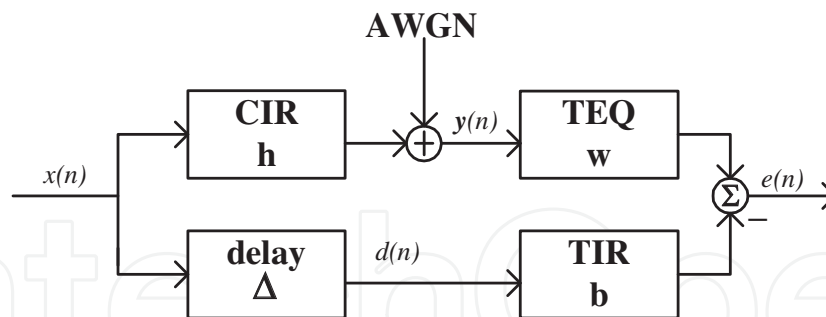 AWGN
CIR
h
+
y(n)
TEQ
w
x(n)
Σ
e(n)
−
delay
Δ
d(n)
TIR
b